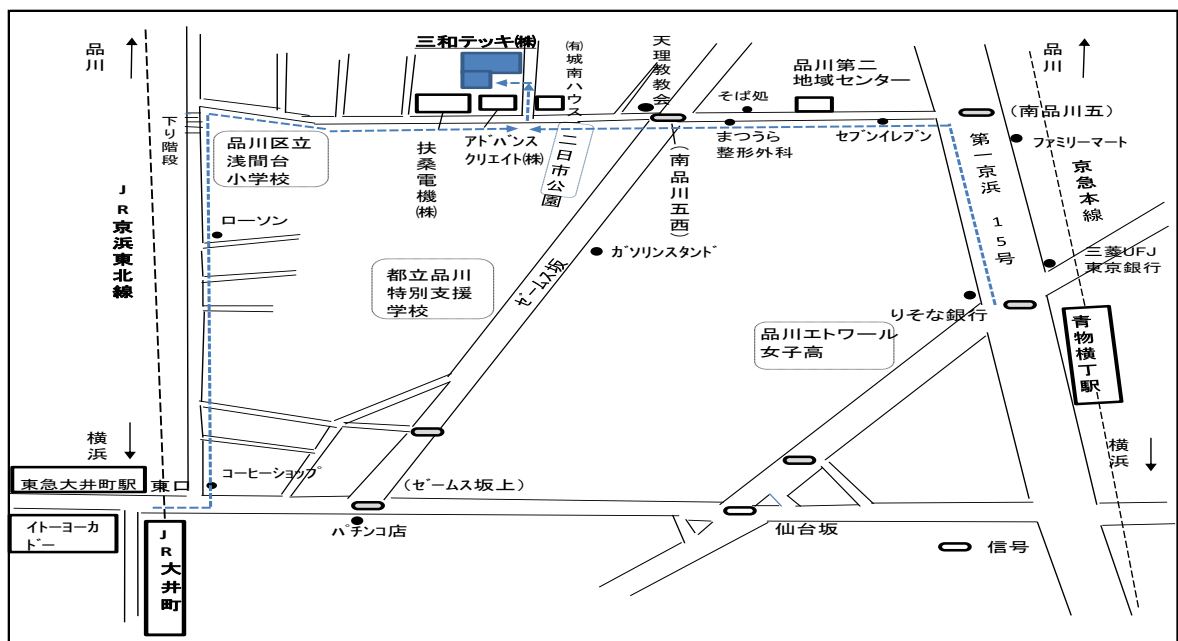 品川
三和テッキ㈱
㈲城南ハウス
天理教教会
品川第二
地域センター
品川
そば処
(南品川五)
下り階段
品川区立
浅間台
小学校
扶桑電機㈱
アドバンス
クリエイト㈱
二日市公園
(南品川五西)
まつうら
整形外科
セブンイレブン
第一京浜 15号
ファミリーマート
京急本線
JR京浜東北線
ローソン
都立品川
特別支援
学校
ガソリンスタンド
ゼームス坂
三菱UFJ
東京銀行
りそな銀行
品川エトワール
女子高
青物横丁駅
横浜
横浜
東急大井町駅
東口
コーヒーショップ
(ゼームス坂上)
イトーヨーカ
ドー
JR大井町
パチンコ店
仙台坂
信号